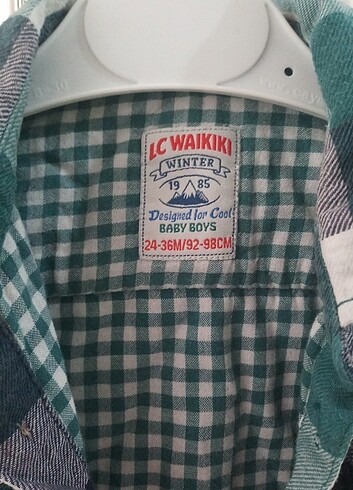 LC WAIKIKI
WINTER
19 85
Designed for Cool
BABY BOYS
24-36M/92-98CM